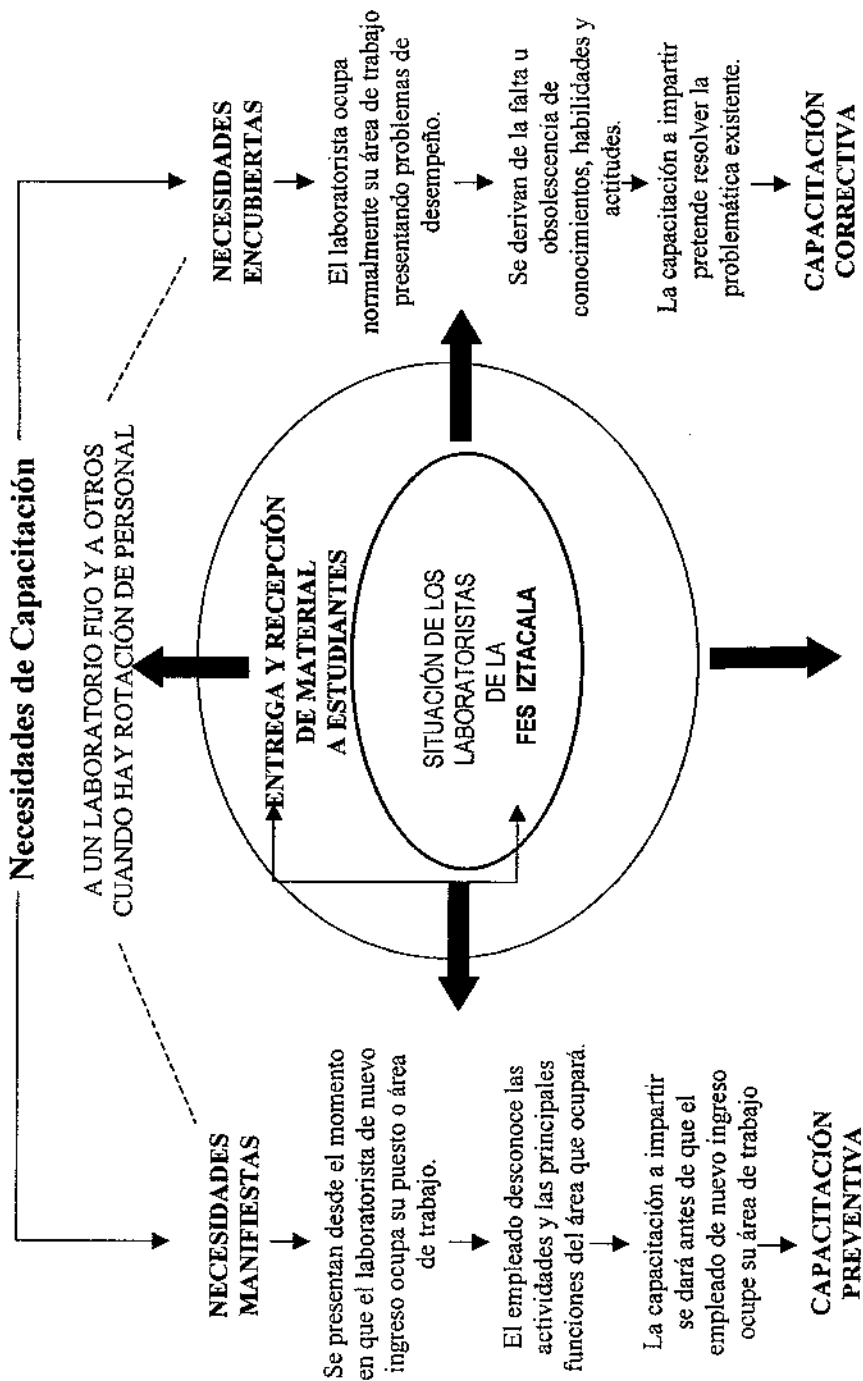 Necesidades de Capacitación
A UN LABORATORIO FIJO Y A OTROS
CUANDO HAY ROTACIÓN DE PERSONAL
NECESIDADES
MANIFIESTAS
Se presentan desde el momento
en que el laboratorista de nuevo
ingreso ocupa su puesto o área
de trabajo.
El empleado desconoce las
actividades y las principales
funciones del área que ocupará.
La capacitación a impartir
se dará antes de que el
empleado de nuevo ingreso
ocupe su área de trabajo
CAPACITACIÓN
PREVENTIVA
ENTREGA Y RECEPCIÓN
DE MATERIAL
A ESTUDIANTES
SITUACIÓN DE LOS
LABORATORISTAS
DE LA
FES IZTACALA
NECESIDADES
ENCUBIERTAS
El laboratorista ocupa
normalmente su área de trabajo
presentando problemas de
desempeño.
Se derivan de la falta u
obsolescencia de
conocimientos, habilidades y
actitudes.
La capacitación a impartir
pretende resolver la
problemática existente.
CAPACITACIÓN
CORRECTIVA